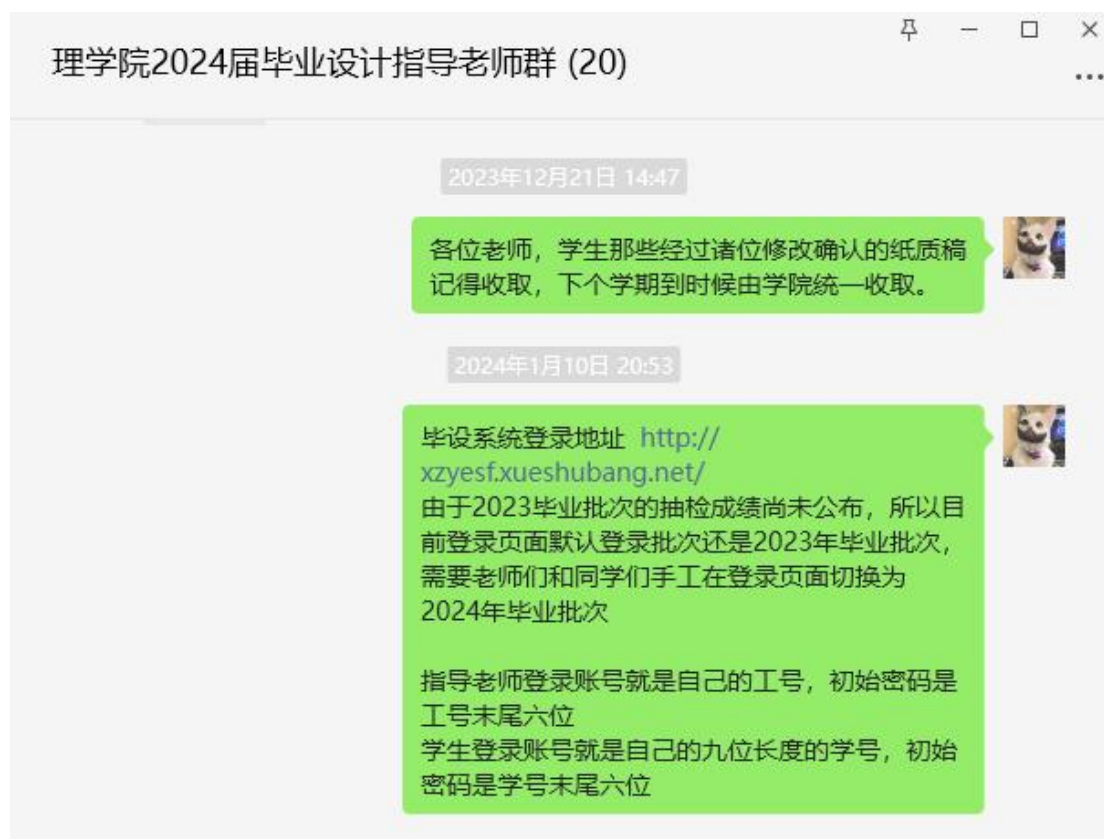 理学院2024届毕业设计指导老师群 (20)
2023年12月21日 14:47
各位老师，学生那些经过诸位修改确认的纸质稿
记得收取，下个学期到时候由学院统一收取。
2024年1月10日 20:53
毕设系统登录地址 http://
xzyesf.xueshubang.net/
由于2023毕业批次的抽检成绩尚未公布，所以目
前登录页面默认登录批次还是2023年毕业批次，
需要老师们和同学们手工在登录页面切换为
2024年毕业批次
指导老师登录账号就是自己的工号，初始密码是
工号末尾六位
学生登录账号就是自己的九位长度的学号，初始
密码是学号末尾六位